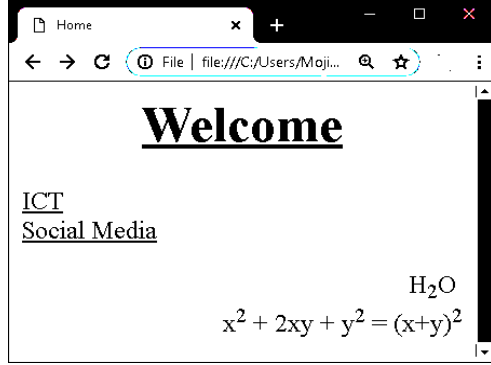 Home
File | file:///C:/Users/Moji...
Welcome
ICT
Social Media
H₂O
x² + 2xy + y² = (x+y)²